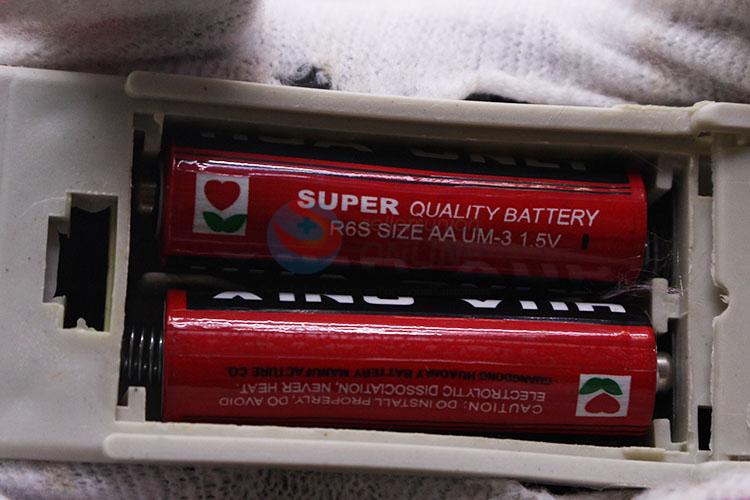 SUPER QUALITY BATTERY
R6S SIZE AA UM-3 1.5V
CAUTION: DO INSTALL PROPERLY, DO AVOID
ELECTROLYTIC DISSOCIATION, NEVER HEAT.
GUANGDONG HUAOMAY BATTERY MANUFACTURE CO.